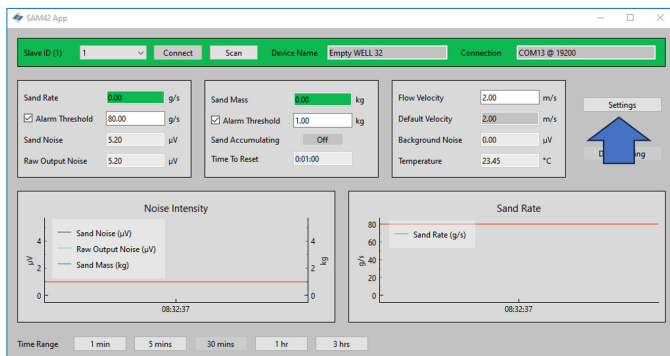 SAM42 App
Slave ID (1) 1 Connect Scan Device Name Empty WELL 32 Connection COM13 @ 19200
Sand Rate 0.00 g/s
Alarm Threshold 80.00 g/s
Sand Noise 5.20 µV
Raw Output Noise 5.20 µV
Sand Mass 0.00 kg
Alarm Threshold 1.00 kg
Sand Accumulating Off
Time To Reset 0:01:00
Flow Velocity 2.00 m/s
Default Velocity 2.00 m/s
Background Noise 0.00 µV
Temperature 23.45 °C
Settings
Noise Intensity
Sand Noise (µV)
Raw Output Noise (µV)
Sand Mass (kg)
µV
4
2
0
kg
4
2
0
08:32:37
Sand Rate
Sand Rate (g/s)
g/s
80
60
40
20
0
08:32:37
Time Range 1 min 5 mins 30 mins 1 hr 3 hrs